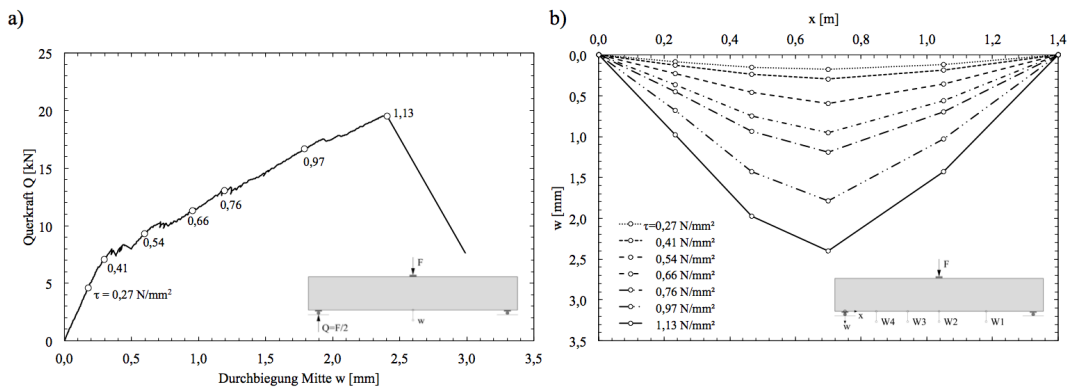 a)
Querkraft Q [kN]
25
20
15
10
5
0
0,0 0,5 1,0 1,5 2,0 2,5 3,0 3,5
Durchbiegung Mitte w [mm]
τ = 0,27 N/mm²
0,41
0,54
0,66
0,76
0,97
1,13
F
w
Q=F/2
b)
x [m]
0,0 0,2 0,4 0,6 0,8 1,0 1,2 1,4
w [mm]
0,0
0,5
1,0
1,5
2,0
2,5
3,0
3,5
τ=0,27 N/mm²
0,41 N/mm²
0,54 N/mm²
0,66 N/mm²
0,76 N/mm²
0,97 N/mm²
1,13 N/mm²
F
x
w
W4 W3 W2 W1